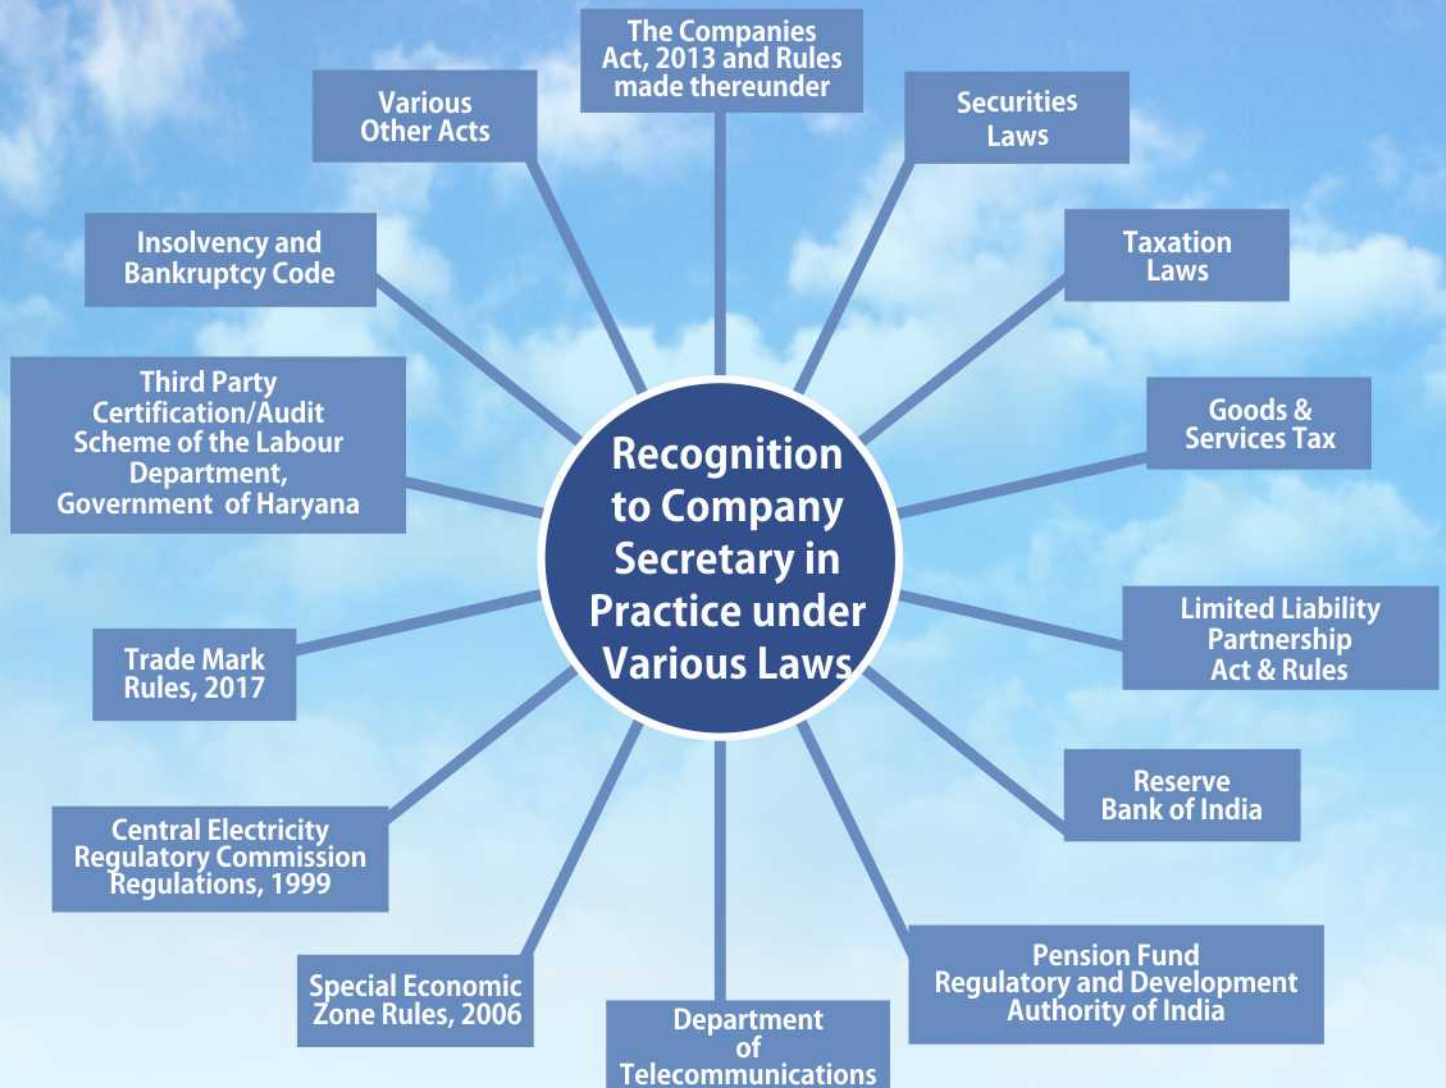 The Companies
Act, 2013 and Rules
made thereunder
Securities
Laws
Taxation
Laws
Goods &
Services Tax
Limited Liability
Partnership
Act & Rules
Reserve
Bank of India
Pension Fund
Regulatory and Development
Authority of India
Department
of
Telecommunications
Special Economic
Zone Rules, 2006
Central Electricity
Regulatory Commission
Regulations, 1999
Trade Mark
Rules, 2017
Third Party
Certification/Audit
Scheme of the Labour
Department,
Government of Haryana
Insolvency and
Bankruptcy Code
Various
Other Acts
Recognition
to Company
Secretary in
Practice under
Various Laws